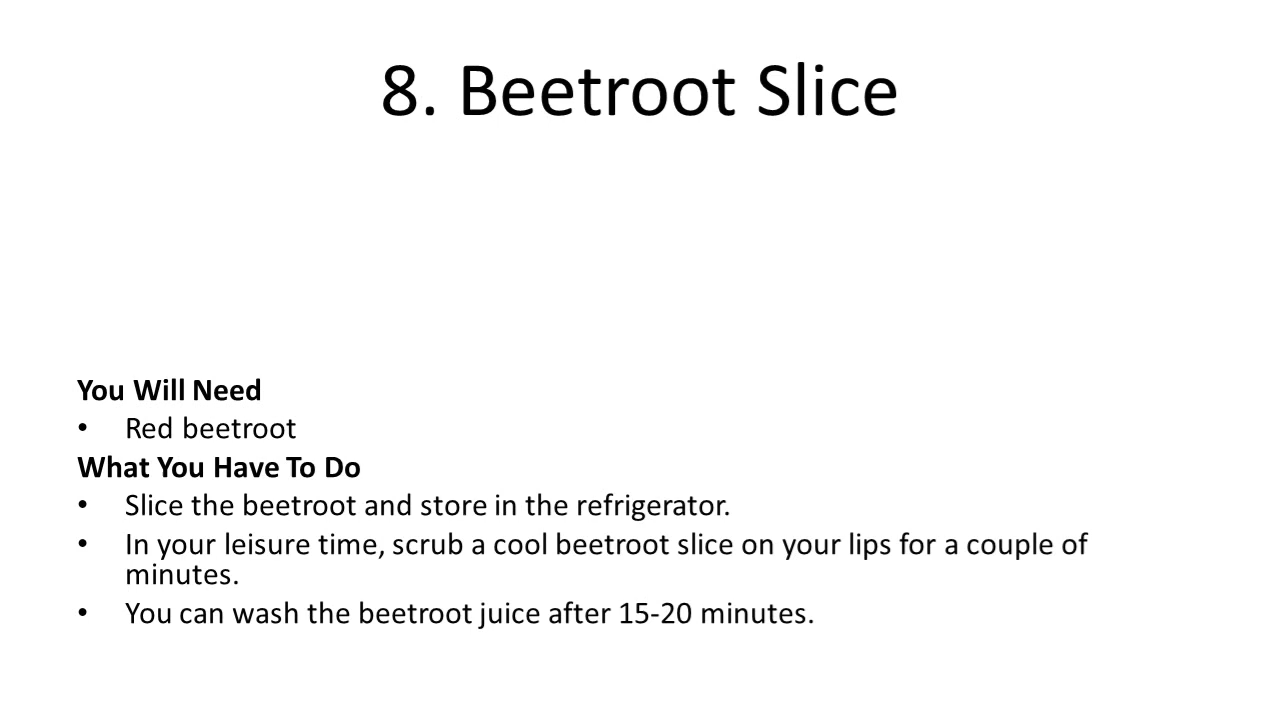 8. Beetroot Slice
You Will Need
• Red beetroot
What You Have To Do
• Slice the beetroot and store in the refrigerator.
• In your leisure time, scrub a cool beetroot slice on your lips for a couple of
minutes.
• You can wash the beetroot juice after 15-20 minutes.